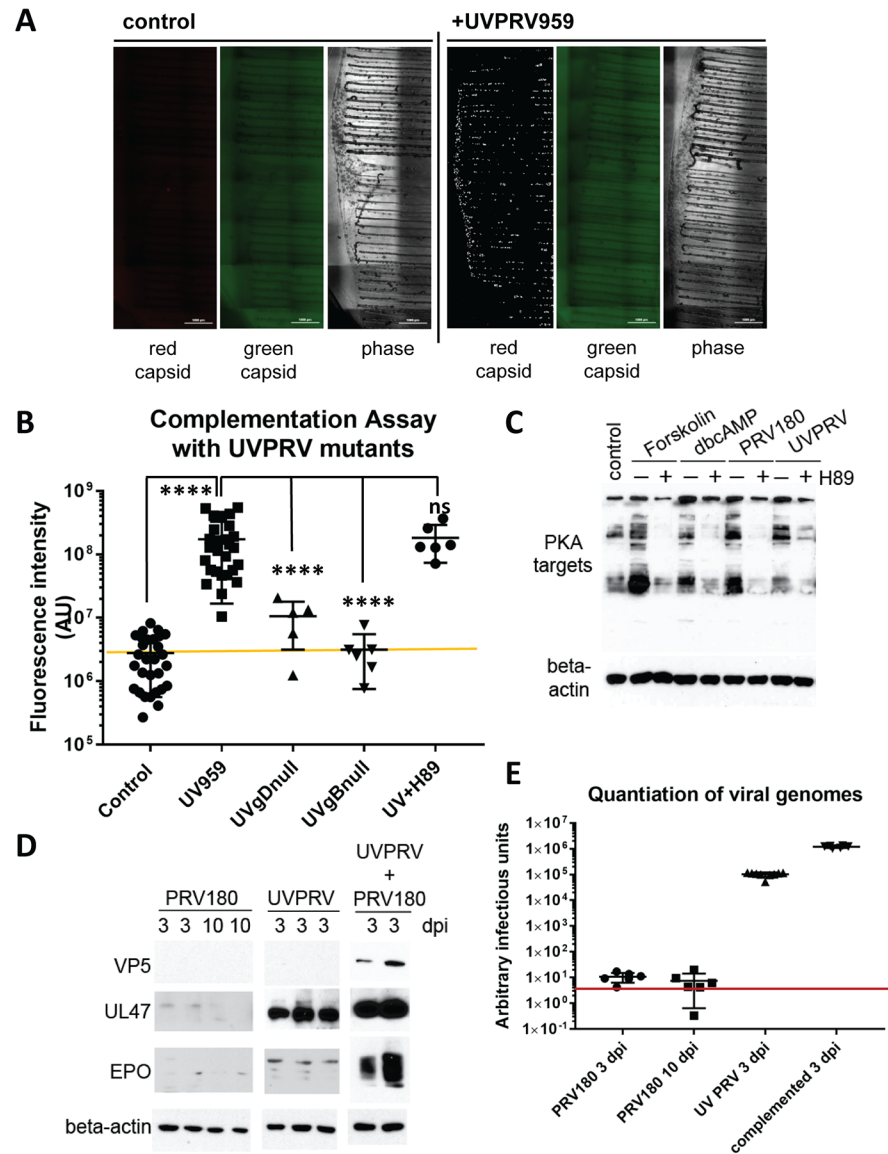 A
control
+UVPRV959
red capsid
green capsid
phase
red capsid
green capsid
phase
B
Complementation Assay
with UVPRV mutants
Fluorescence intensity
(AU)
10⁹
10⁸
10⁷
10⁶
10⁵
****
****
****
ns
Control
UV959
UVgDnull
UVgBnull
UV+H89
C
control
Forskolin
dbcAMP
PRV180
UVPRV
– + – + – + – + H89
PKA
targets
beta-
actin
D
PRV180
UVPRV
UVPRV
+
PRV180
3 3 10 10 3 3 3 3 3 dpi
VP5
UL47
EPO
beta-actin
E
Quantiation of viral genomes
Arbitrary infectious units
1×10⁷
1×10⁶
1×10⁵
1×10⁴
1×10³
1×10²
1×10¹
1×10⁰
1×10⁻¹
PRV180 3 dpi
PRV180 10 dpi
UV PRV 3 dpi
complemented 3 dpi